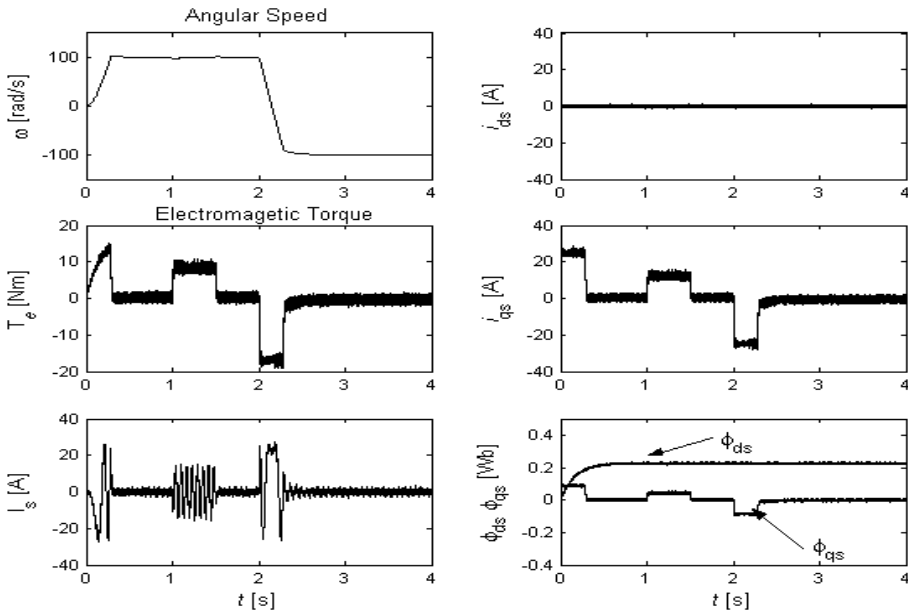 Angular Speed
ω [rad/s]
100
0
-100
0 1 2 3 4
i_ds [A]
40
20
0
-20
-40
0 1 2 3 4
Electromagetic Torque
T_e [Nm]
20
10
0
-10
-20
0 1 2 3 4
i_qs [A]
40
20
0
-20
-40
0 1 2 3 4
I_s [A]
40
20
0
-20
-40
0 1 2 3 4
t [s]
ϕ_ds ϕ_qs [Wb]
0.4
0.2
0
-0.2
-0.4
ϕ_ds
ϕ_qs
0 1 2 3 4
t [s]